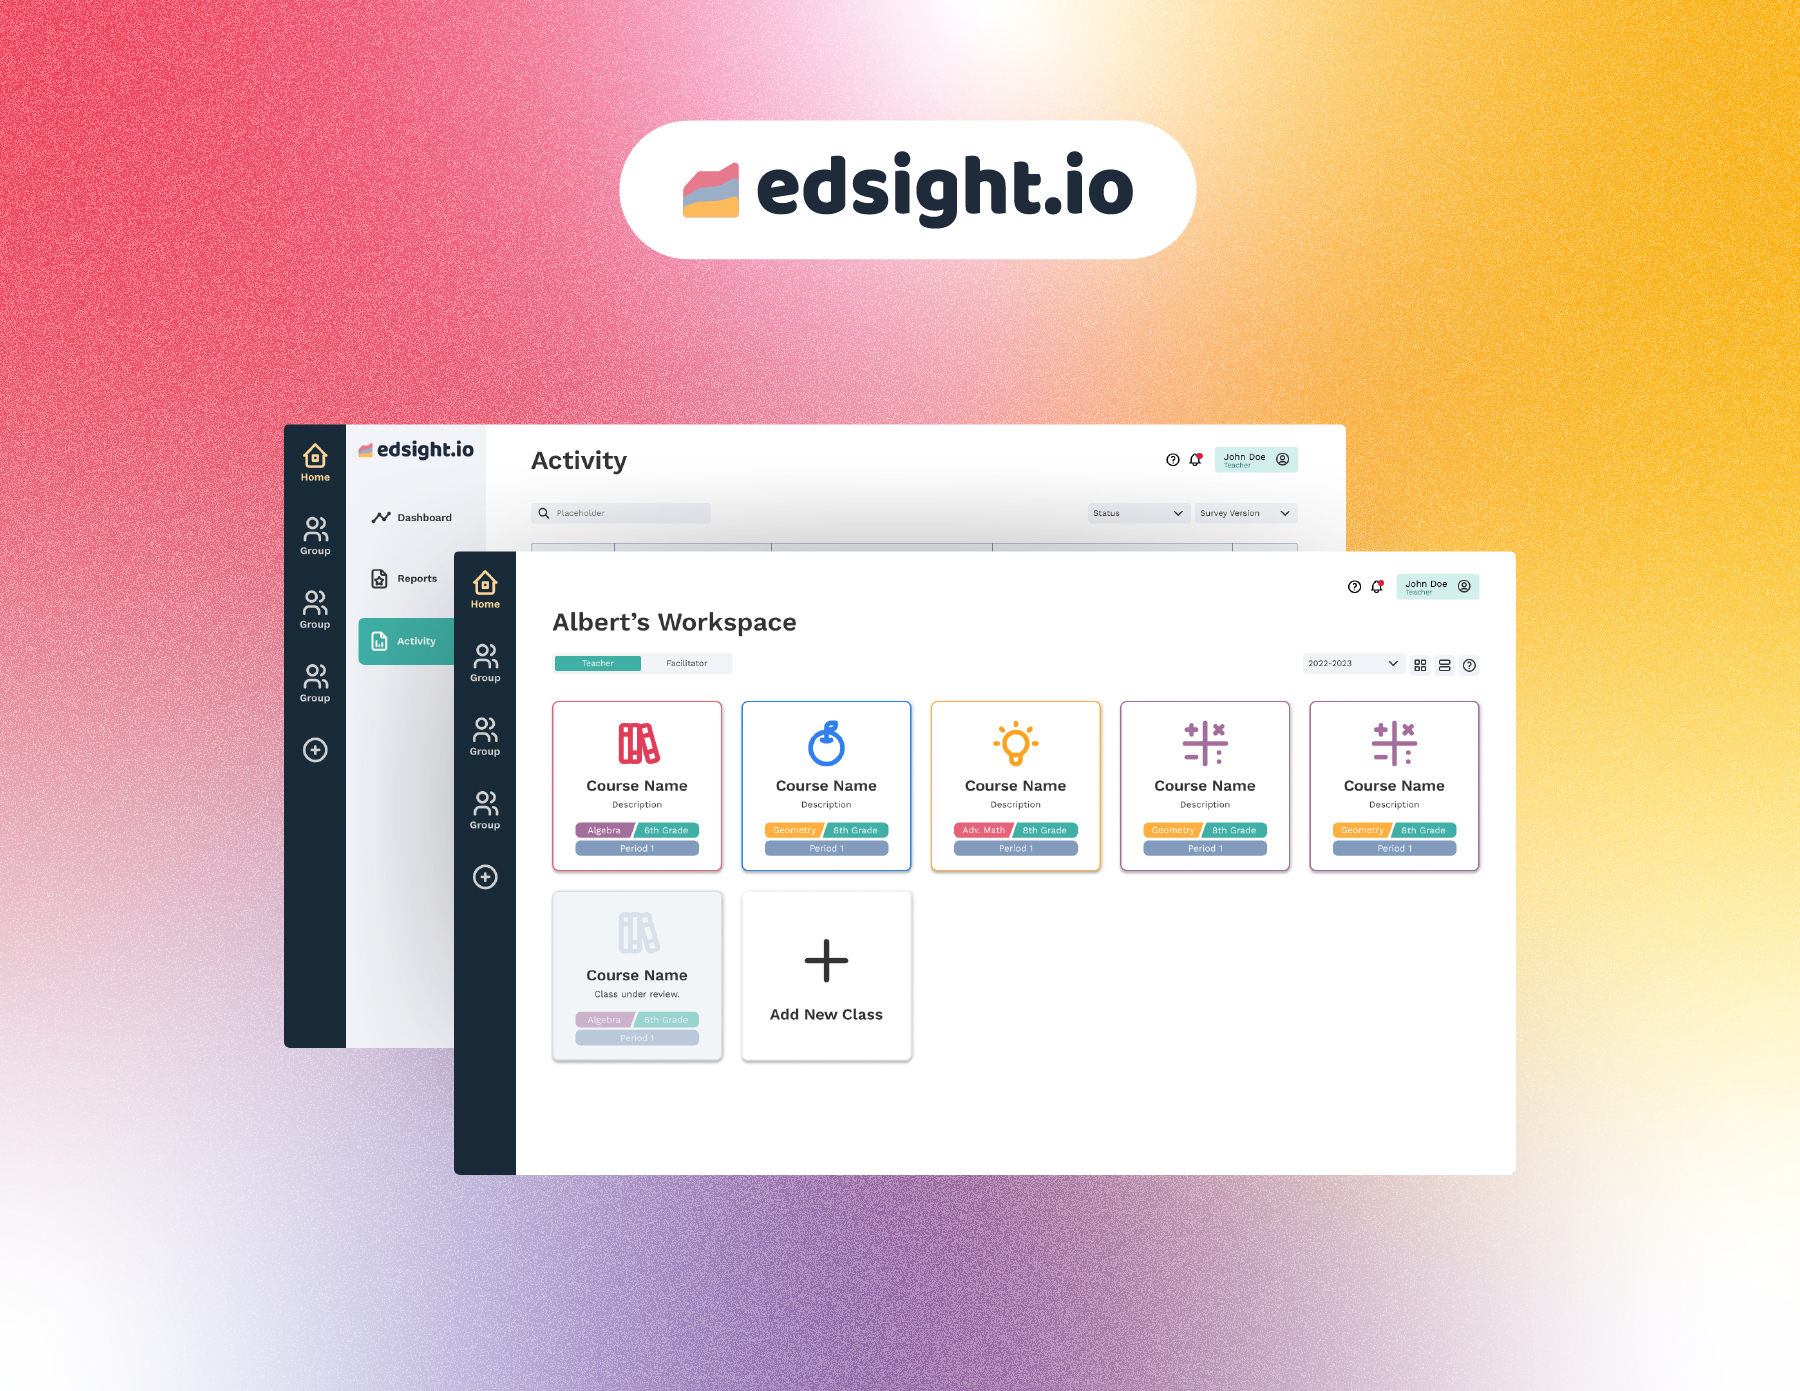 edsight.io
Home
Group
Group
Group
edsight.io
Dashboard
Reports
Activity
Activity
John Doe
Teacher
Placeholder
Status
Survey Version
Home
Group
Group
Group
John Doe
Teacher
Albert’s Workspace
Teacher
Facilitator
2022-2023
Course Name
Description
Algebra
6th Grade
Period 1
Course Name
Description
Geometry
8th Grade
Period 1
Course Name
Description
Adv. Math
8th Grade
Period 1
Course Name
Description
Geometry
8th Grade
Period 1
Course Name
Description
Geometry
8th Grade
Period 1
Course Name
Class under review.
Algebra
6th Grade
Period 1
Add New Class